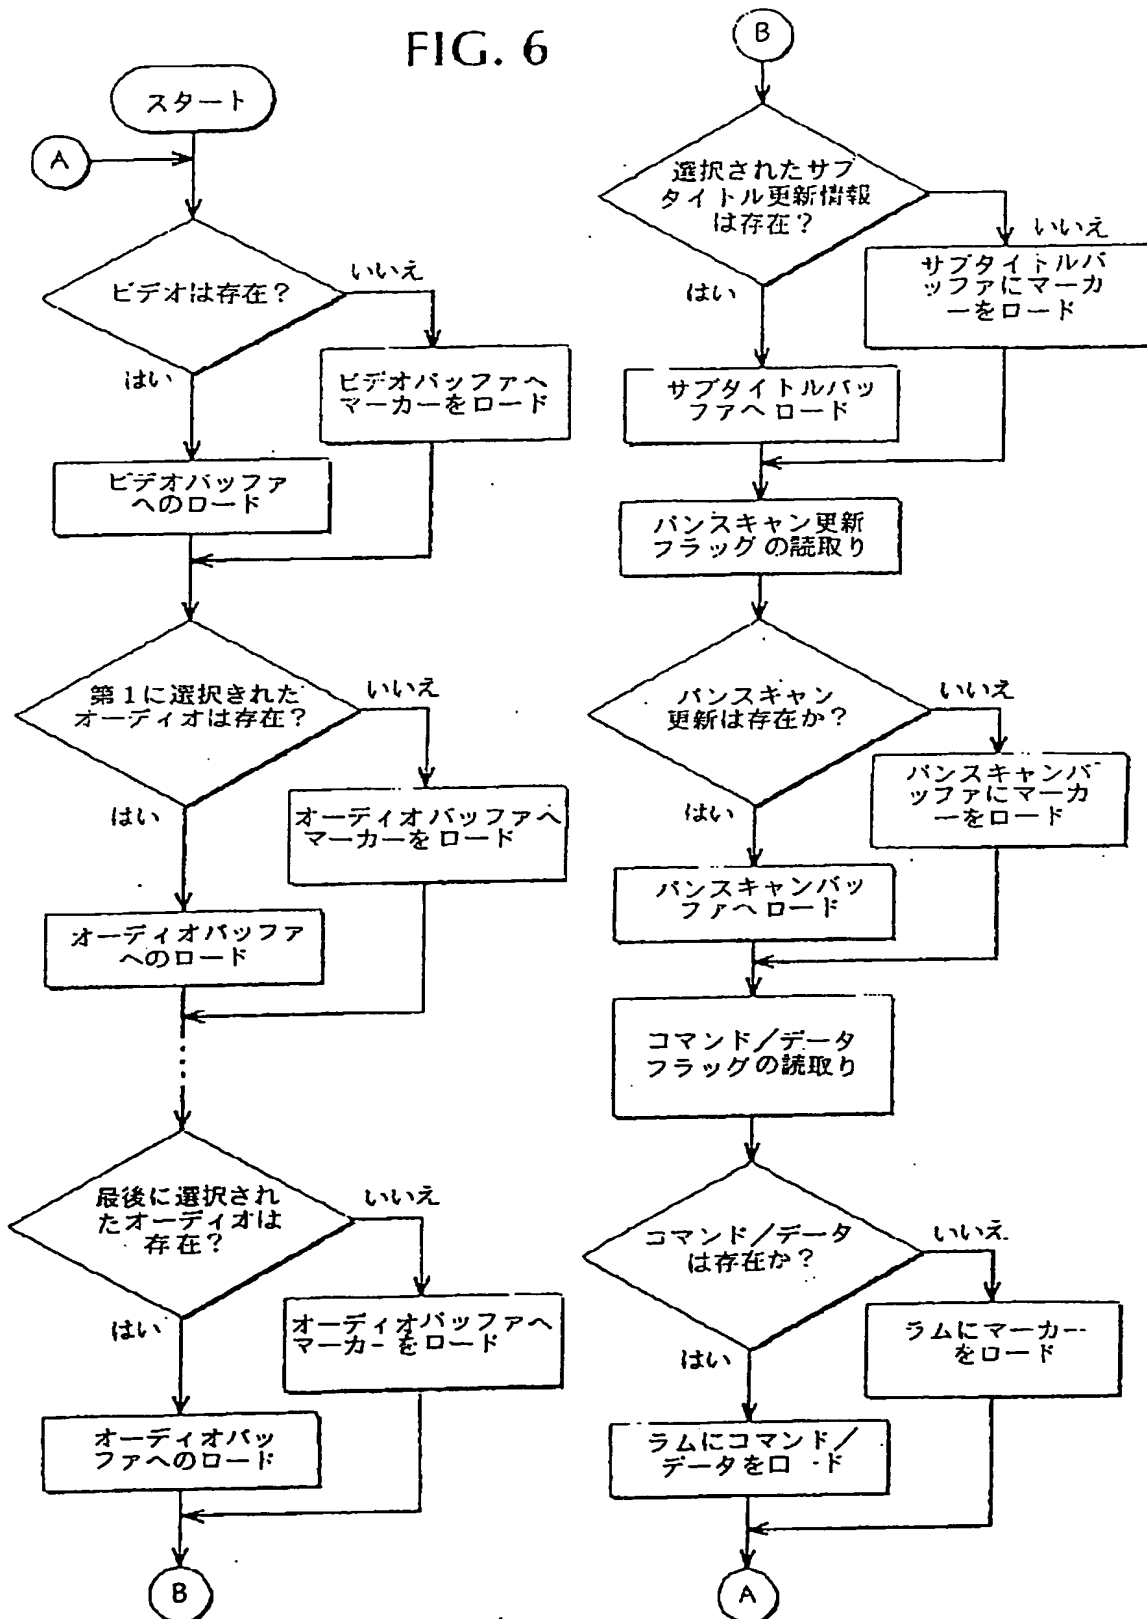 FIG. 6
スタート
A
ビデオは存在?
いいえ
はい
ビデオバッファへ
マーカーをロード
ビデオバッファ
へのロード
第1に選択された
オーディオは存在?
いいえ
はい
オーディオバッファへ
マーカーをロード
オーディオバッファ
へのロード
最後に選択され
たオーディオは
存在?
いいえ
はい
オーディオバッファへ
マーカーをロード
オーディオバッ
ファへのロード
B
B
選択されたサブ
タイトル更新情報
は存在?
いいえ
はい
サブタイトルバ
ッファにマーカ
ーをロード
サブタイトルバッ
ファへロード
パンスキャン更新
フラッグの読取り
パンスキャン
更新は存在か?
いいえ
はい
パンスキャンバ
ッファにマーカ
ーをロード
パンスキャンバッ
ファへロード
コマンド/データ
フラッグの読取り
コマンド/データ
は存在か?
いいえ
はい
ラムにマーカー
をロード
ラムにコマンド/
データをロード
A